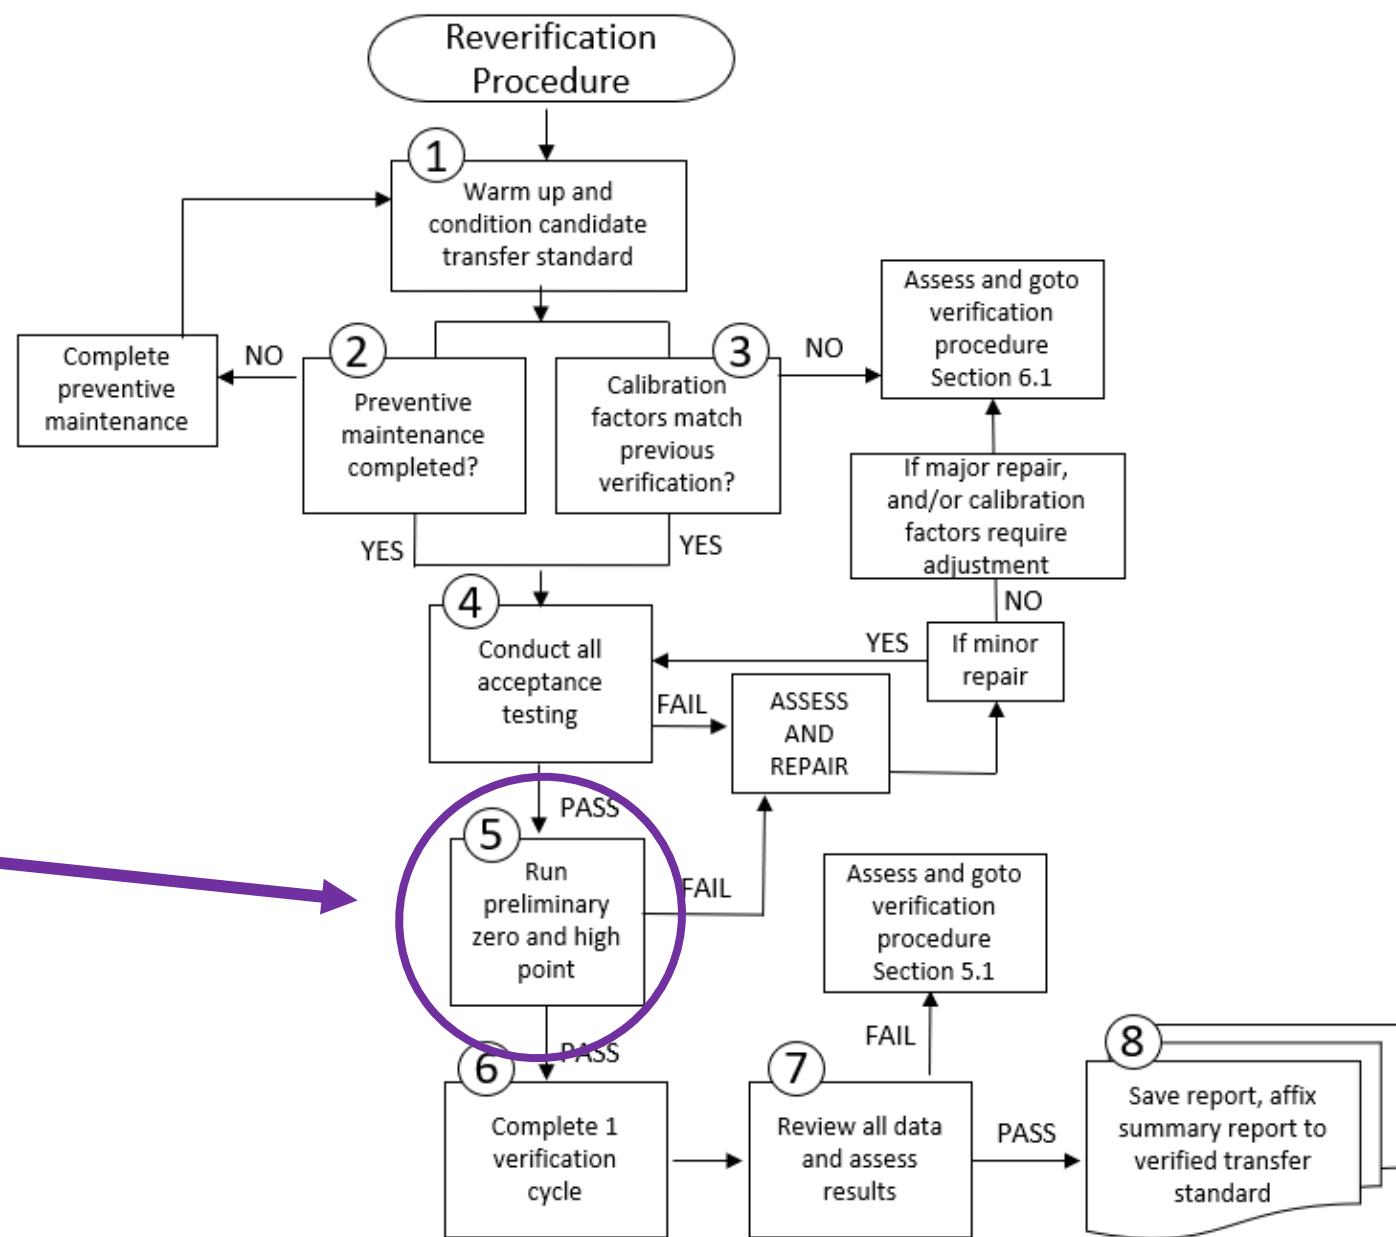 Reverification
Procedure
1
Warm up and
condition candidate
transfer standard
Complete
preventive
maintenance
NO
2
Preventive
maintenance
completed?
YES
3
Calibration
factors match
previous
verification?
YES
NO
Assess and goto
verification
procedure
Section 6.1
If major repair,
and/or calibration
factors require
adjustment
NO
If minor
repair
YES
4
Conduct all
acceptance
testing
FAIL
ASSESS
AND
REPAIR
PASS
5
Run
preliminary
zero and high
point
FAIL
PASS
6
Complete 1
verification
cycle
7
Review all data
and assess
results
FAIL
Assess and goto
verification
procedure
Section 5.1
PASS
8
Save report, affix
summary report to
verified transfer
standard